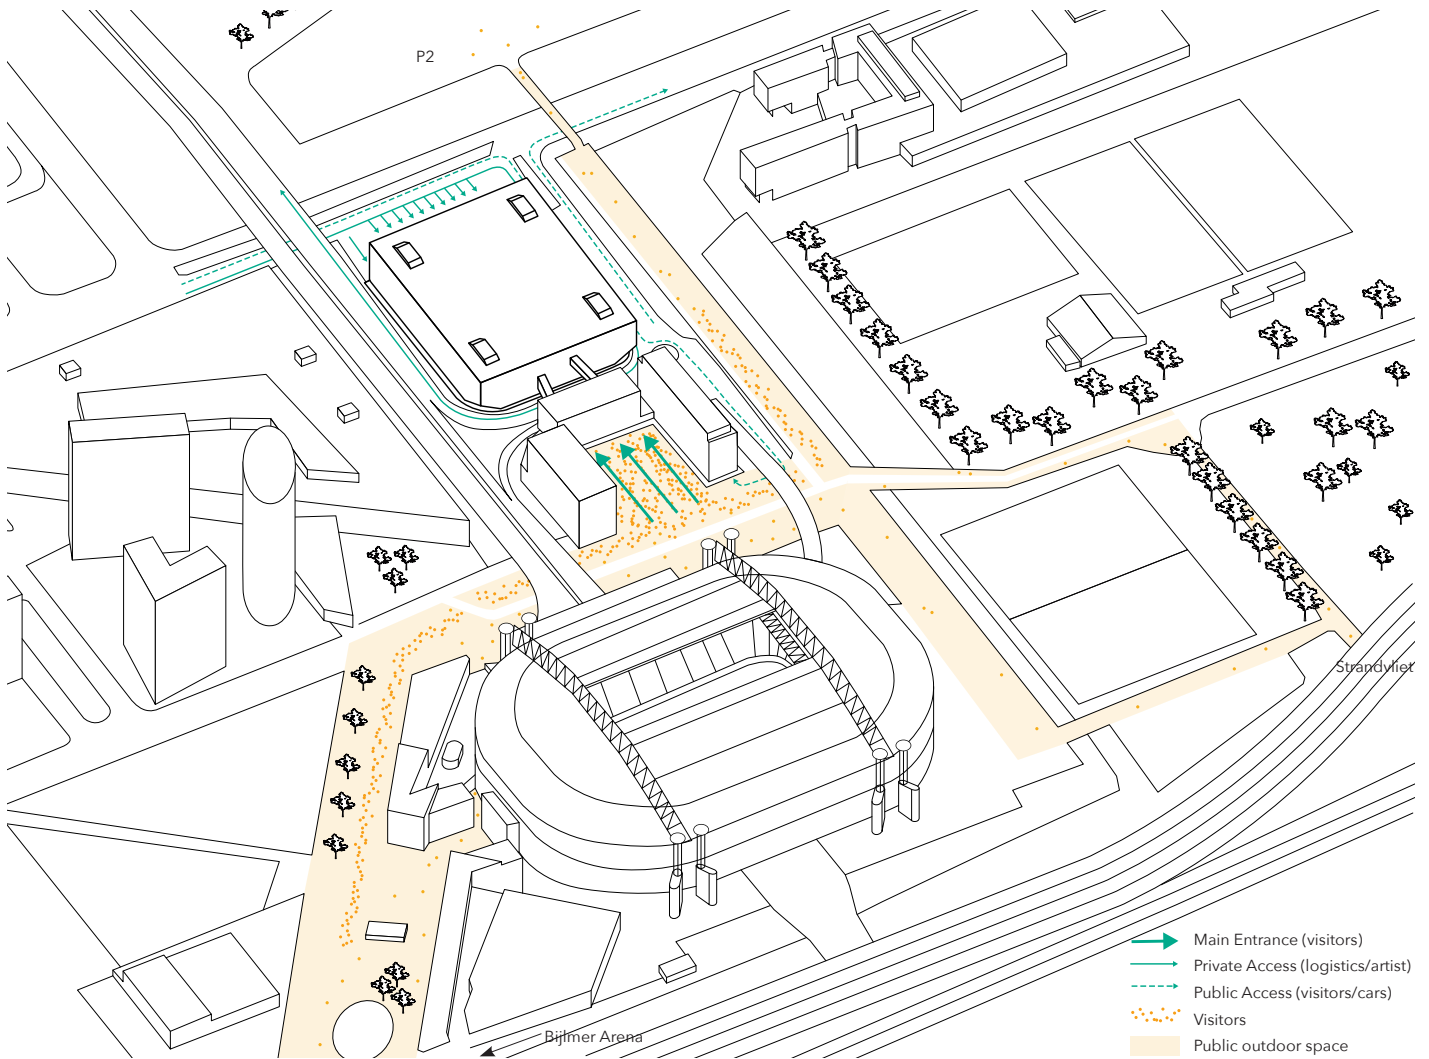 P2
Strandvliet
Main Entrance (visitors)
Private Access (logistics/artist)
Public Access (visitors/cars)
Visitors
Bijlmer Arena
Public outdoor space